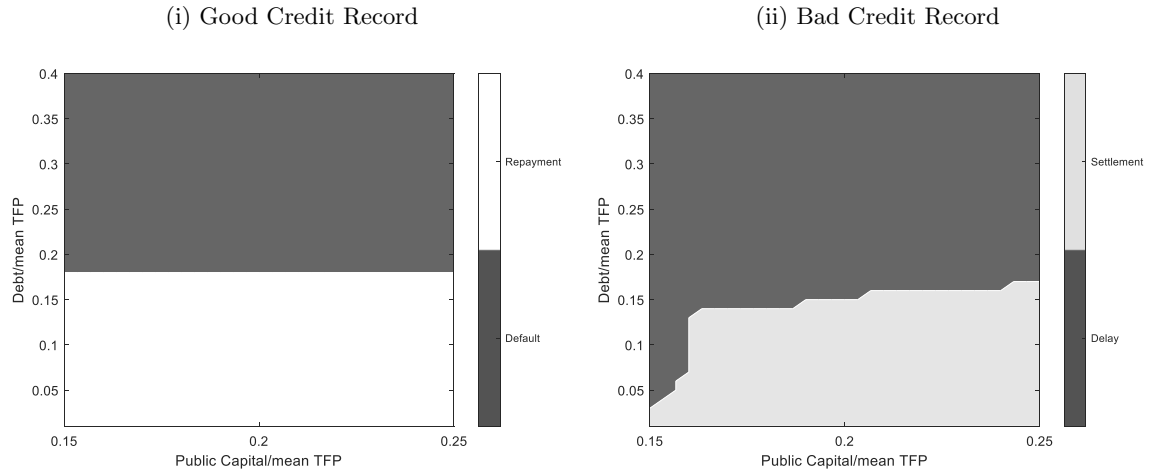 (i) Good Credit Record
0.4
0.35
0.3
0.25
0.2
0.15
0.1
0.05
Debt/mean TFP
0.15
0.2
0.25
Public Capital/mean TFP
Repayment
Default
(ii) Bad Credit Record
0.4
0.35
0.3
0.25
0.2
0.15
0.1
0.05
Debt/mean TFP
0.15
0.2
0.25
Public Capital/mean TFP
Settlement
Delay